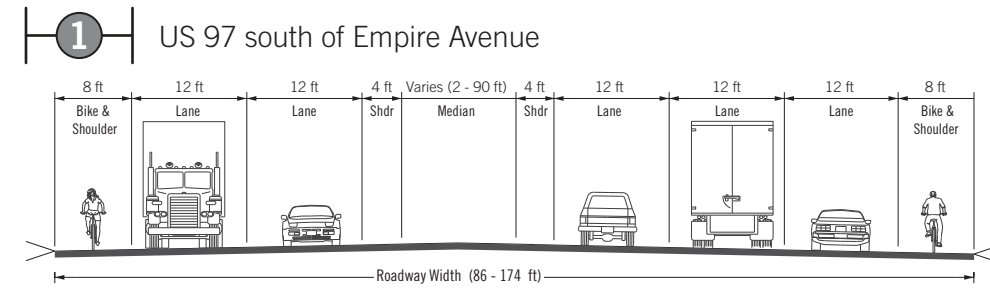 1 US 97 south of Empire Avenue
8 ft 12 ft 12 ft 4 ft Varies (2 - 90 ft) 4 ft 12 ft 12 ft 12 ft 8 ft
Bike & Lane Lane Shdr Median Shdr Lane Lane Lane Bike &
Shoulder Shoulder
Roadway Width (86 - 174 ft)